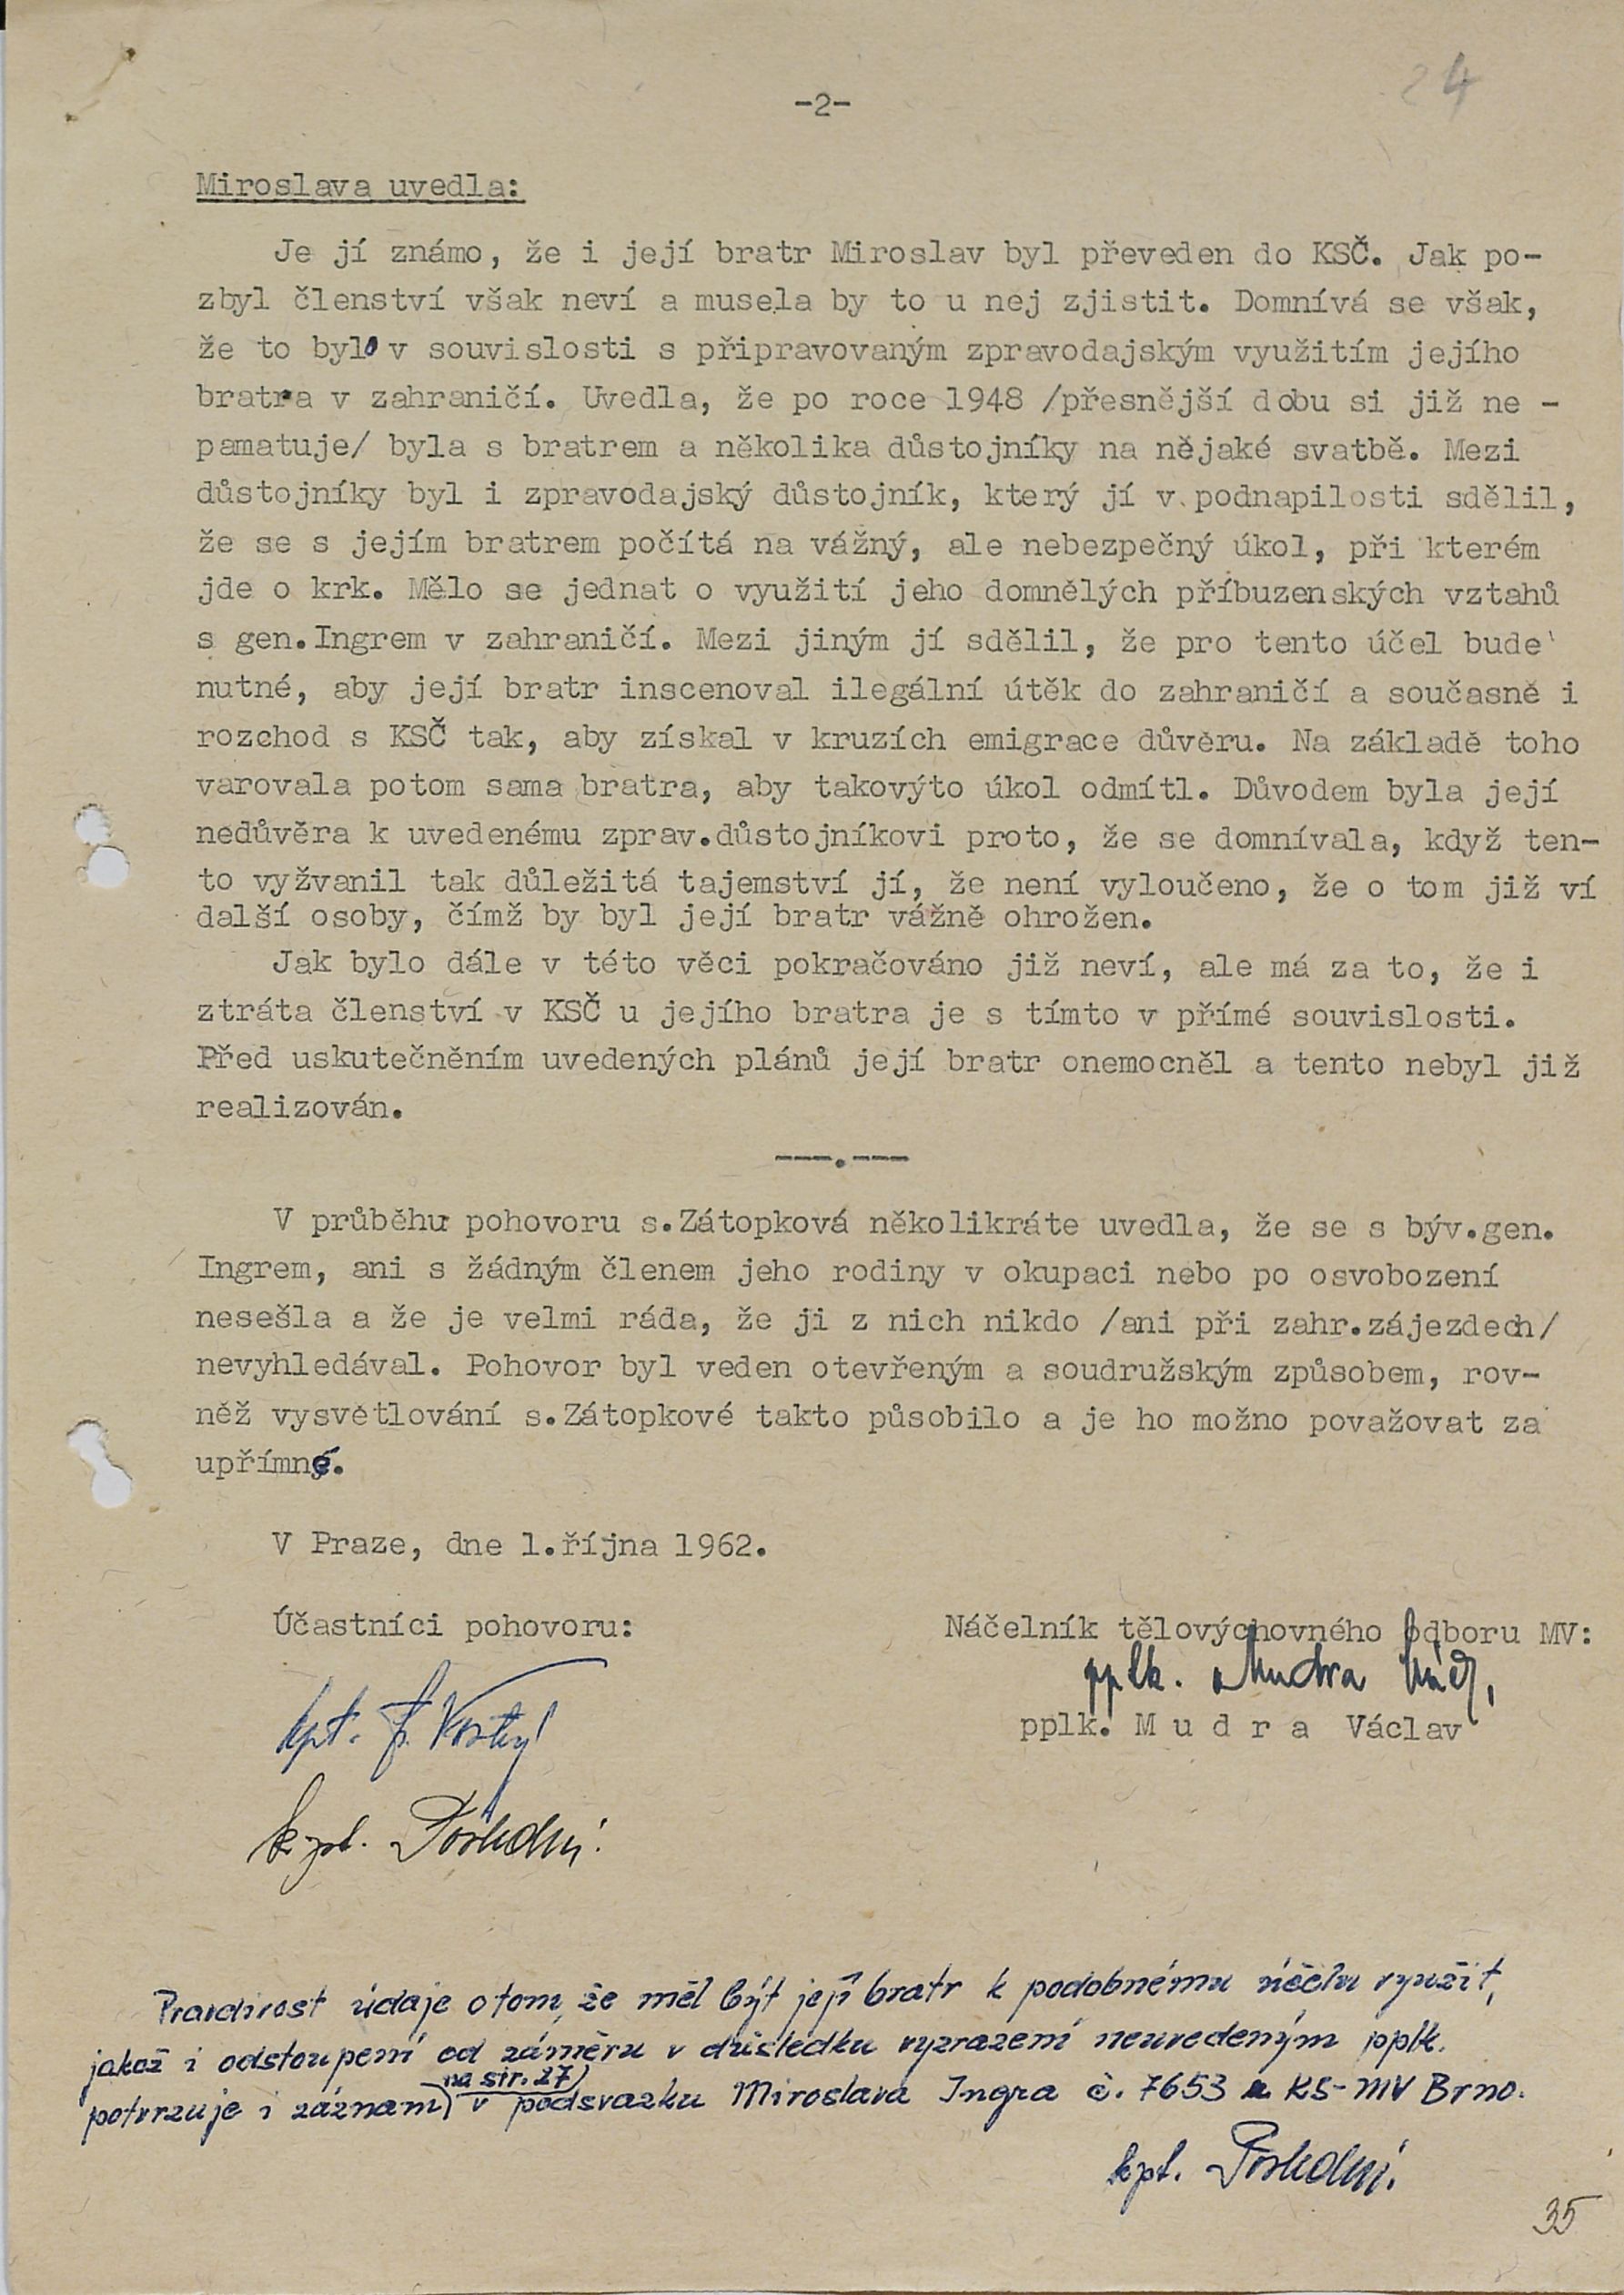 24
-2-
Miroslava uvedla:
Je jí známo, že i její bratr Miroslav byl převeden do KSČ. Jak po-
zbyl členství však neví a musela by to u nej zjistit. Domnívá se však,
že to bylo v souvislosti s připravovaným zpravodajským využitím jejího
bratra v zahraničí. Uvedla, že po roce 1948 /přesnější dobu si již ne -
pamatuje/ byla s bratrem a několika důstojníky na nějaké svatbě. Mezi
důstojníky byl i zpravodajský důstojník, který jí v podnapilosti sdělil,
že se s jejím bratrem počítá na vážný, ale nebezpečný úkol, při kterém
jde o krk. Mělo se jednat o využití jeho domnělých příbuzenských vztahů
s gen.Ingrem v zahraničí. Mezi jiným jí sdělil, že pro tento účel bude
nutné, aby její bratr inscenoval ilegální útěk do zahraničí a současně i
rozchod s KSČ tak, aby získal v kruzích emigrace důvěru. Na základě toho
varovala potom sama bratra, aby takovýto úkol odmítl. Důvodem byla její
nedůvěra k uvedenému zprav.důstojníkovi proto, že se domnívala, když ten-
to vyžvanil tak důležitá tajemství jí, že není vyloučeno, že o tom již ví
další osoby, čímž by byl její bratr vážně ohrožen.
Jak bylo dále v této věci pokračováno již neví, ale má za to, že i
ztráta členství v KSČ u jejího bratra je s tímto v přímé souvislosti.
Před uskutečněním uvedených plánů její bratr onemocněl a tento nebyl již
realizován.
---.---
V průběhu pohovoru s.Zátopková několikráte uvedla, že se s býv.gen.
Ingrem, ani s žádným členem jeho rodiny v okupaci nebo po osvobození
nesešla a že je velmi ráda, že ji z nich nikdo /ani při zahr.zájezdech/
nevyhledával. Pohovor byl veden otevřeným a soudružským způsobem, rov-
něž vysvětlování s.Zátopkové takto působilo a je ho možno považovat za
upřímné.
V Praze, dne 1.října 1962.
Účastníci pohovoru:
Náčelník tělovýchovného odboru MV:
pplk. Mudra Václ,
pplk. M u d r a Václav
kpt.
kpt.
Pravdivost údaje o tom, že měl být její bratr k podobnému účelu využit,
jakož i odstoupení od záměru v důsledku vyzrazení neuvedeným pplk.
na str. 27
potvrzuje i záznam v podsvazku Miroslava Ingra č. 7653 KS-MV Brno.
kpt.
35